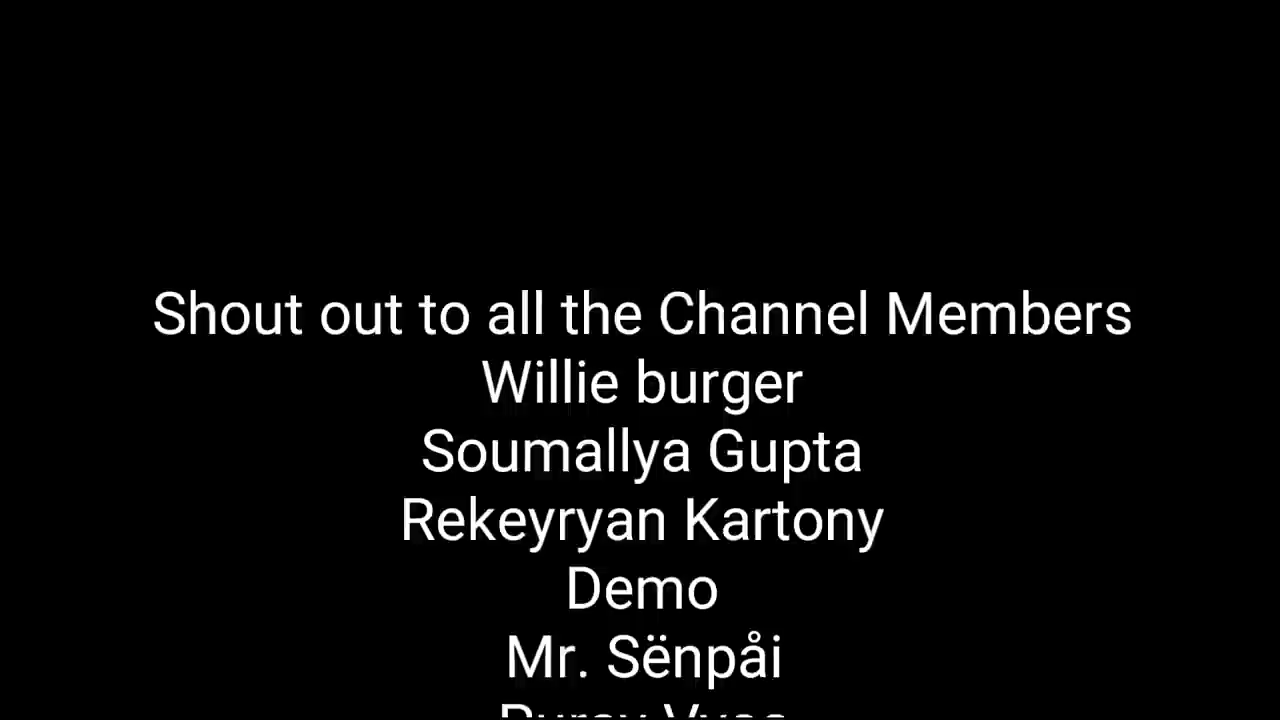 Shout out to all the Channel Members
Willie burger
Soumallya Gupta
Rekeyryan Kartony
Demo
Mr. Sënpåi